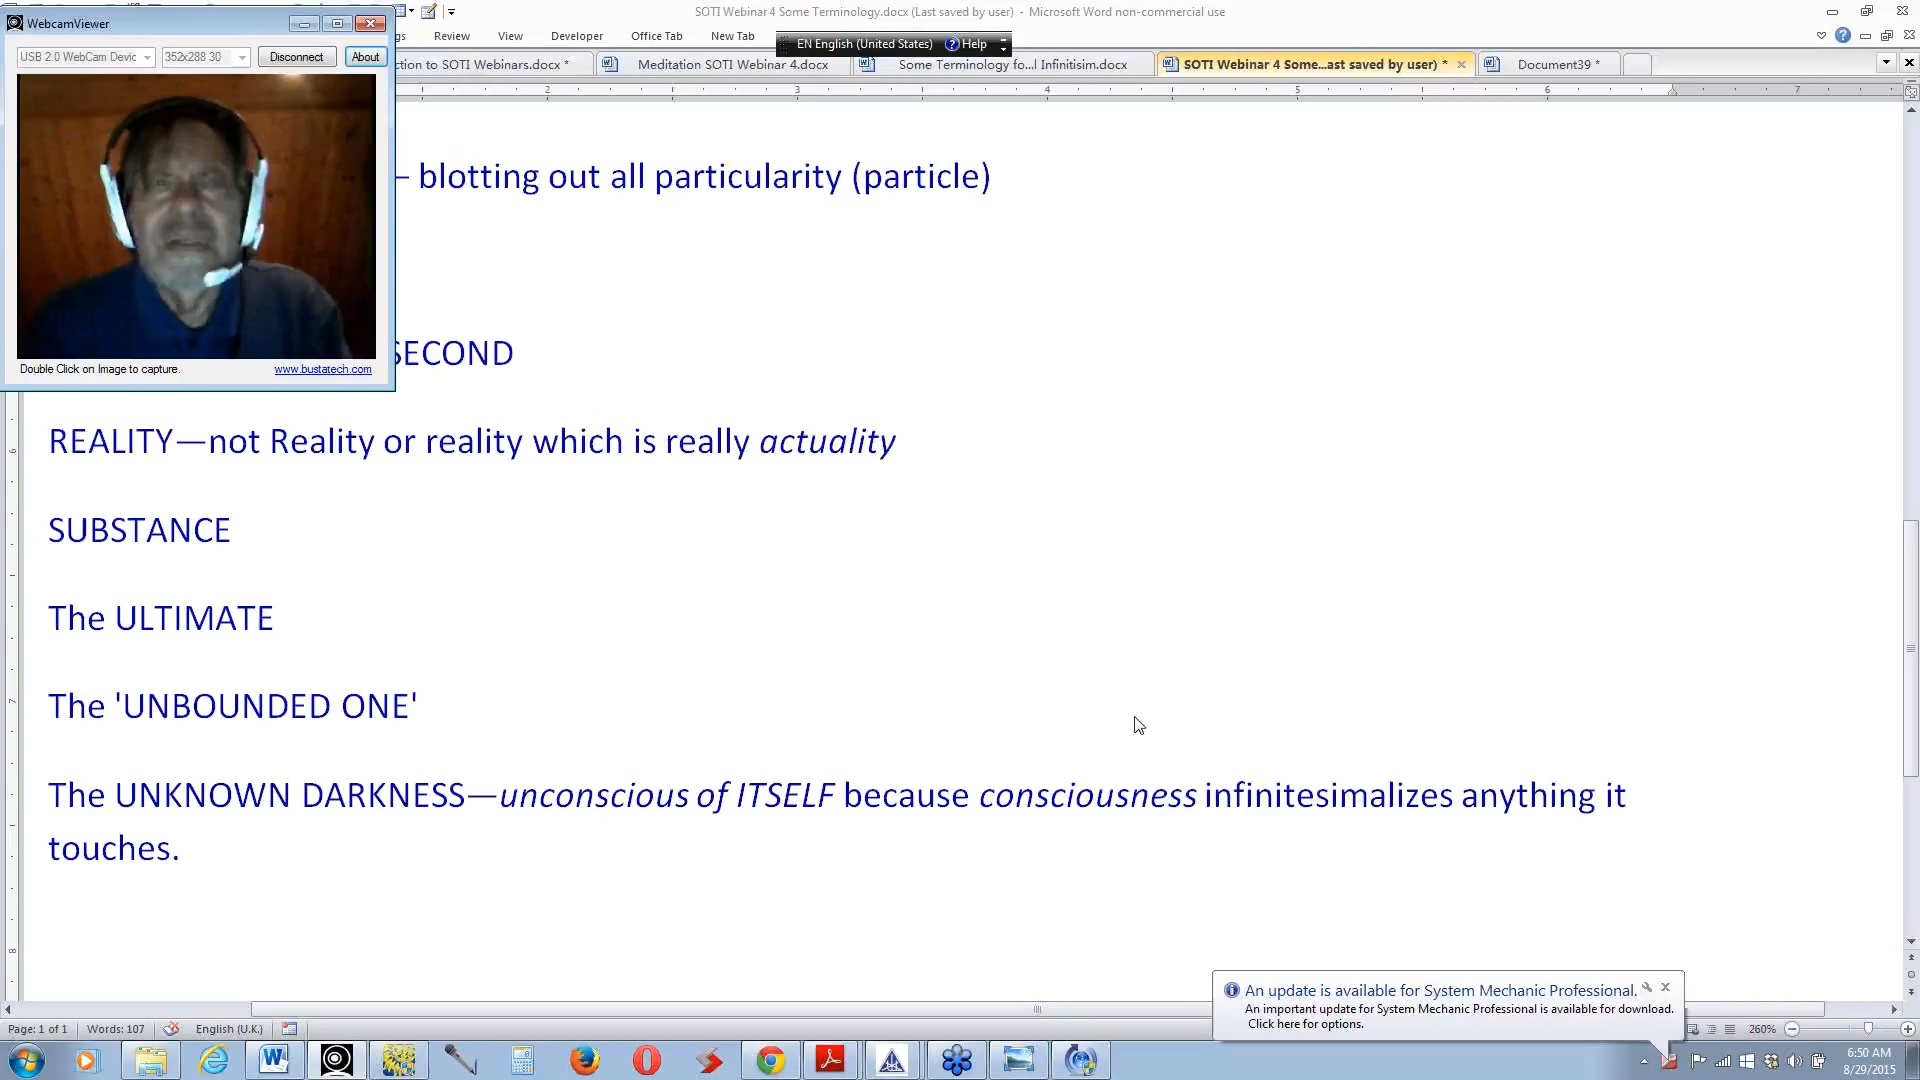 WebcamViewer
SOTI Webinar 4 Some Terminology.docx (Last saved by user) - Microsoft Word non-commercial use
USB 2.0 WebCam Devic 352x288 30 Disconnect About
Review View Developer Office Tab New Tab
EN English (United States) Help
ction to SOTI Webinars.docx * Meditation SOTI Webinar 4.docx Some Terminology fo...l Infinitisim.docx SOTI Webinar 4 Some...ast saved by user) * Document39 *
2 3 4 5 6 7
– blotting out all particularity (particle)
SECOND
Double Click on Image to capture. www.bustatech.com
REALITY—not Reality or reality which is really actuality
SUBSTANCE
The ULTIMATE
The 'UNBOUNDED ONE'
The UNKNOWN DARKNESS—unconscious of ITSELF because consciousness infinitesimalizes anything it
touches.
An update is available for System Mechanic Professional.
An important update for System Mechanic Professional is available for download.
Click here for options.
Page: 1 of 1 Words: 107 English (U.K.) 260%
6:50 AM
8/29/2015